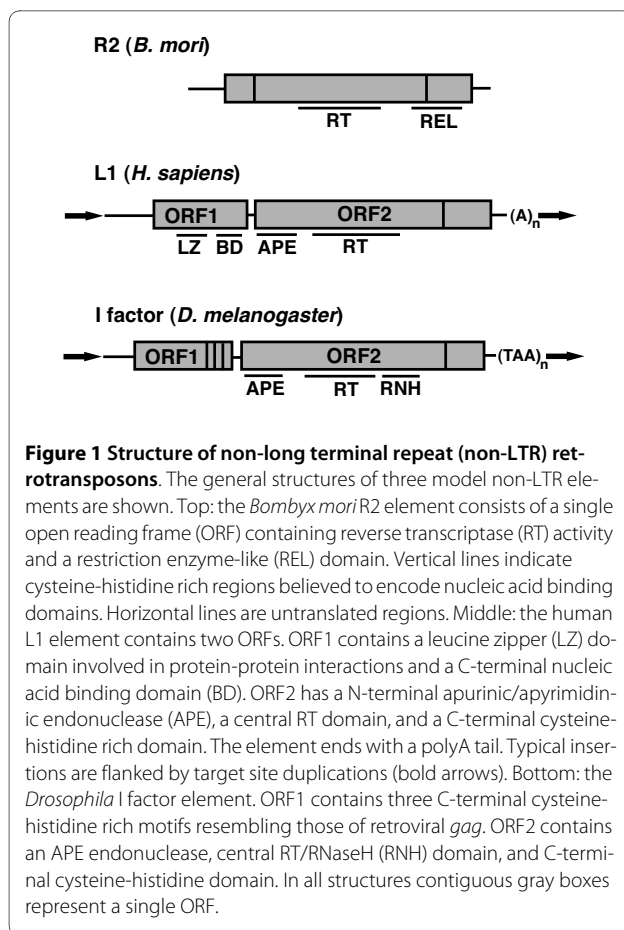 R2 (B. mori)
RT REL
L1 (H. sapiens)
ORF1 ORF2 (A)n
LZ BD APE RT
I factor (D. melanogaster)
ORF1 ORF2 (TAA)n
APE RT RNH
Figure 1 Structure of non-long terminal repeat (non-LTR) ret-
rotransposons. The general structures of three model non-LTR ele-
ments are shown. Top: the Bombyx mori R2 element consists of a single
open reading frame (ORF) containing reverse transcriptase (RT) activity
and a restriction enzyme-like (REL) domain. Vertical lines indicate
cysteine-histidine rich regions believed to encode nucleic acid binding
domains. Horizontal lines are untranslated regions. Middle: the human
L1 element contains two ORFs. ORF1 contains a leucine zipper (LZ) do-
main involved in protein-protein interactions and a C-terminal nucleic
acid binding domain (BD). ORF2 has a N-terminal apurinic/apyrimidin-
ic endonuclease (APE), a central RT domain, and a C-terminal cysteine-
histidine rich domain. The element ends with a polyA tail. Typical inser-
tions are flanked by target site duplications (bold arrows). Bottom: the
Drosophila I factor element. ORF1 contains three C-terminal cysteine-
histidine rich motifs resembling those of retroviral gag. ORF2 contains
an APE endonuclease, central RT/RNaseH (RNH) domain, and C-termi-
nal cysteine-histidine domain. In all structures contiguous gray boxes
represent a single ORF.